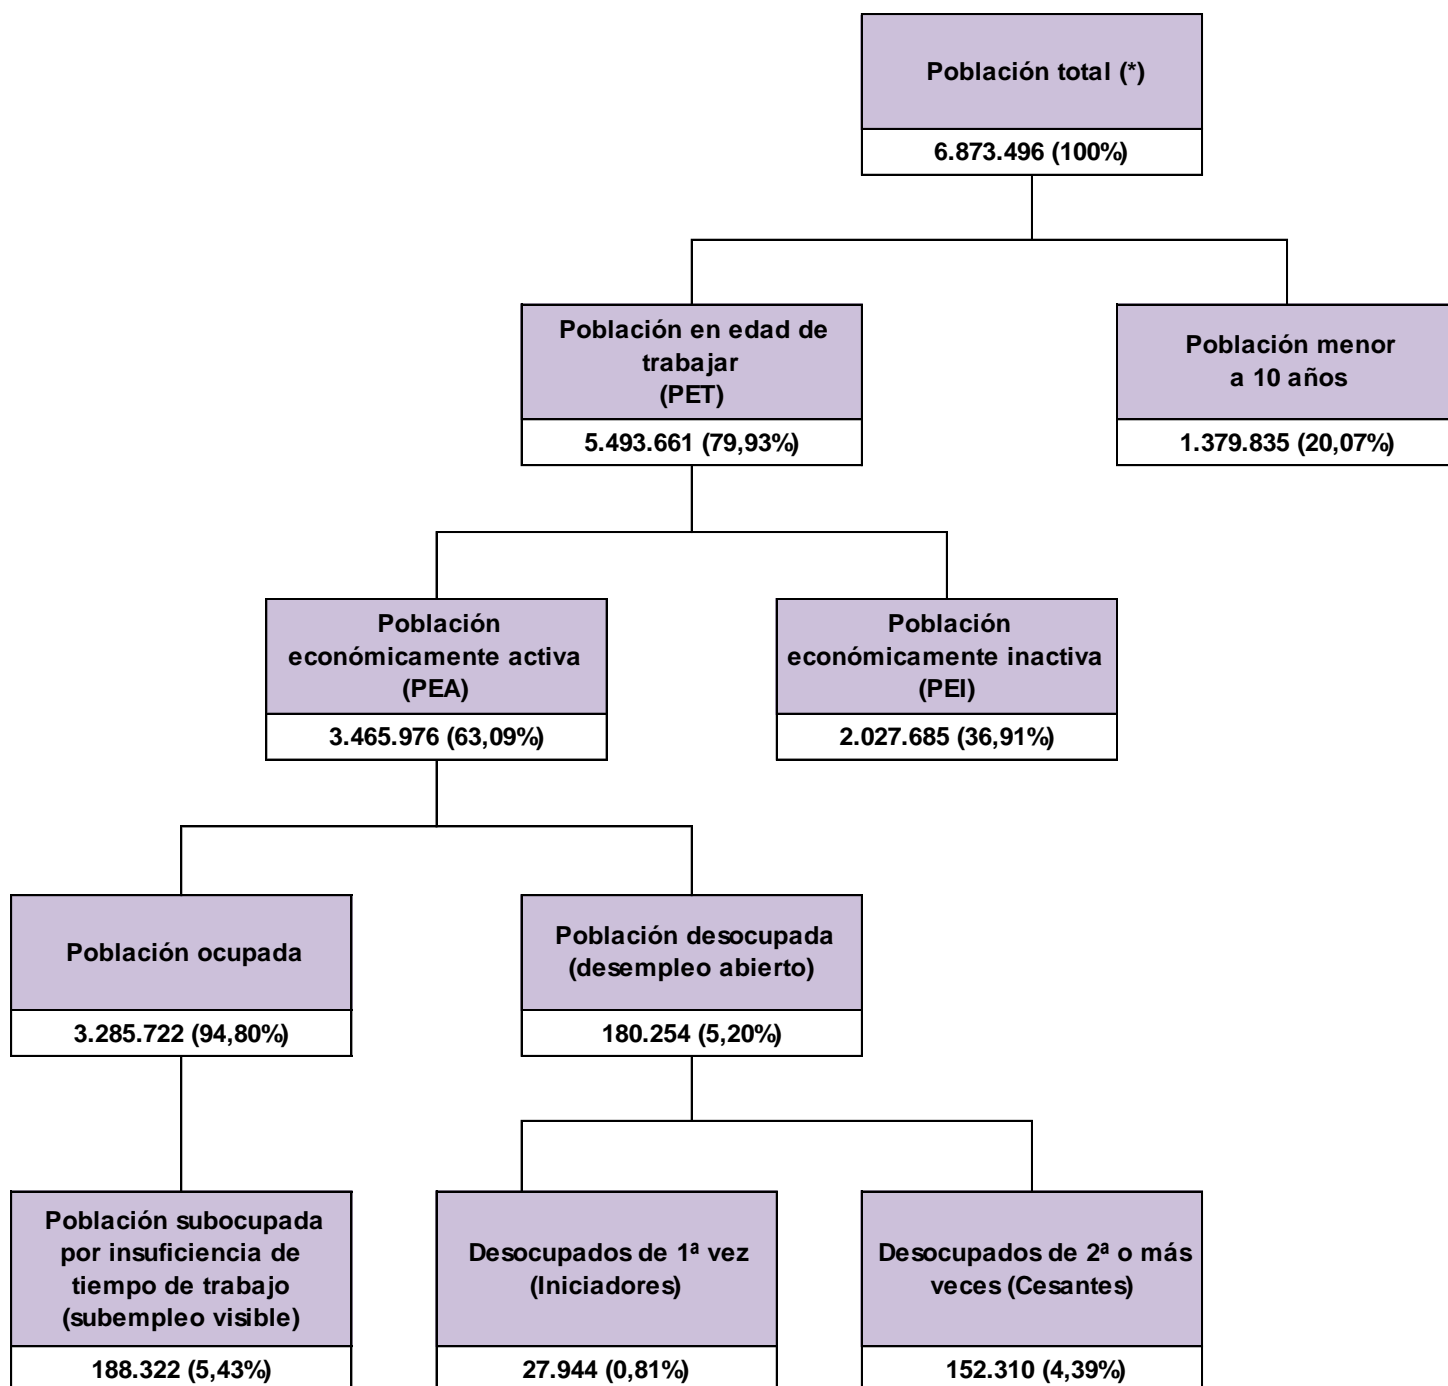 Población total (*)
6.873.496 (100%)
Población en edad de
trabajar
(PET)
5.493.661 (79,93%)
Población menor
a 10 años
1.379.835 (20,07%)
Población
económicamente activa
(PEA)
3.465.976 (63,09%)
Población
económicamente inactiva
(PEI)
2.027.685 (36,91%)
Población ocupada
3.285.722 (94,80%)
Población desocupada
(desempleo abierto)
180.254 (5,20%)
Población subocupada
por insuficiencia de
tiempo de trabajo
(subempleo visible)
188.322 (5,43%)
Desocupados de 1ª vez
(Iniciadores)
27.944 (0,81%)
Desocupados de 2ª o más
veces (Cesantes)
152.310 (4,39%)